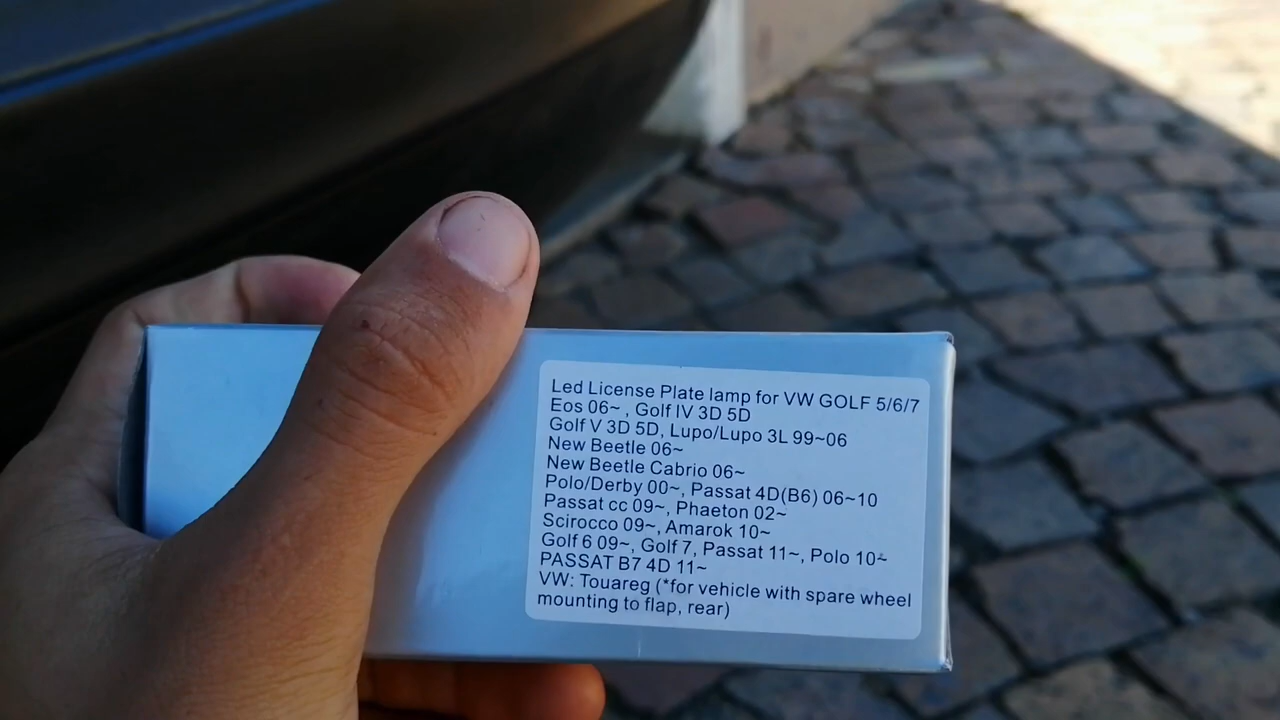 Led License Plate lamp for VW GOLF 5/6/7
Eos 06~ , Golf IV 3D 5D
Golf V 3D 5D, Lupo/Lupo 3L 99~06
New Beetle 06~
New Beetle Cabrio 06~
Polo/Derby 00~, Passat 4D(B6) 06~10
Passat cc 09~, Phaeton 02~
Scirocco 09~, Amarok 10~
Golf 6 09~, Golf 7, Passat 11~, Polo 10~
PASSAT B7 4D 11~
VW: Touareg (*for vehicle with spare wheel
mounting to flap, rear)